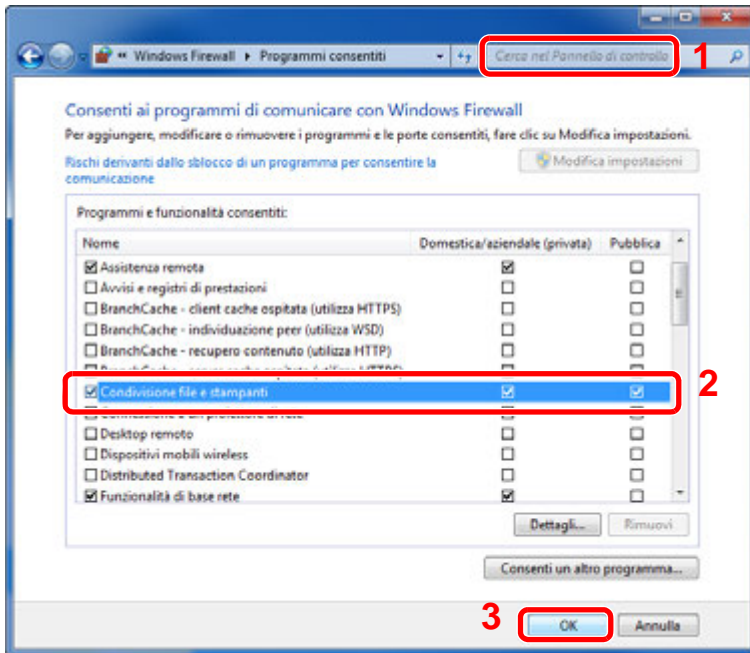 « Windows Firewall ▸ Programmi consentiti
Cerca nel Pannello di controllo
1
Consenti ai programmi di comunicare con Windows Firewall
Per aggiungere, modificare o rimuovere i programmi e le porte consentiti, fare clic su Modifica impostazioni.
Rischi derivanti dallo sblocco di un programma per consentire la
comunicazione
Modifica impostazioni
Programmi e funzionalità consentiti:
Nome Domestica/aziendale (privata) Pubblica
Assistenza remota
Avvisi e registri di prestazioni
BranchCache - client cache ospitata (utilizza HTTPS)
BranchCache - individuazione peer (utilizza WSD)
BranchCache - recupero contenuto (utilizza HTTP)
Condivisione file e stampanti
2
Desktop remoto
Dispositivi mobili wireless
Distributed Transaction Coordinator
Funzionalità di base rete
Dettagli... Rimuovi
Consenti un altro programma...
3
OK Annulla